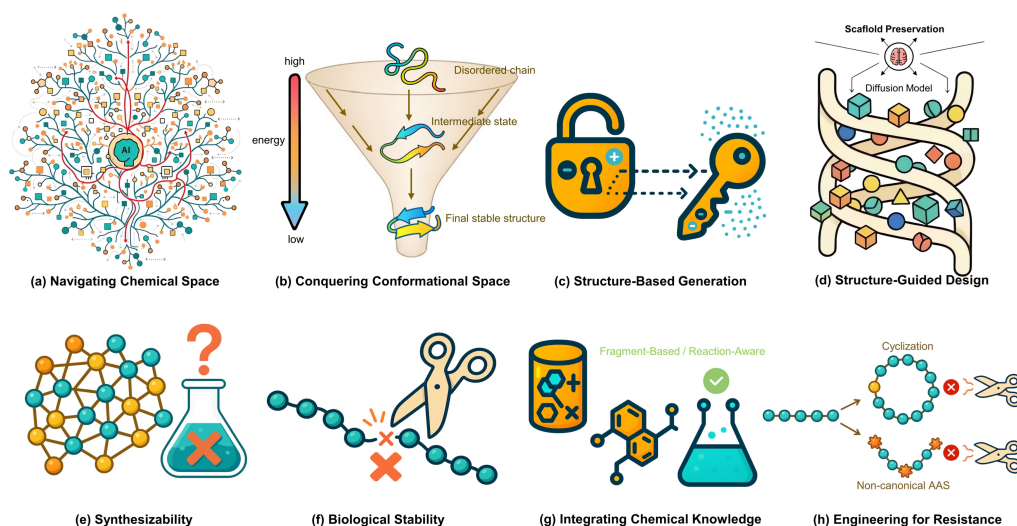 AI
(a) Navigating Chemical Space
high
energy
low
Disordered chain
Intermediate state
Final stable structure
(b) Conquering Conformational Space
(c) Structure-Based Generation
Scaffold Preservation
Diffusion Model
(d) Structure-Guided Design
?
(e) Synthesizability
(f) Biological Stability
Fragment-Based / Reaction-Aware
(g) Integrating Chemical Knowledge
Cyclization
Non-canonical AAS
(h) Engineering for Resistance